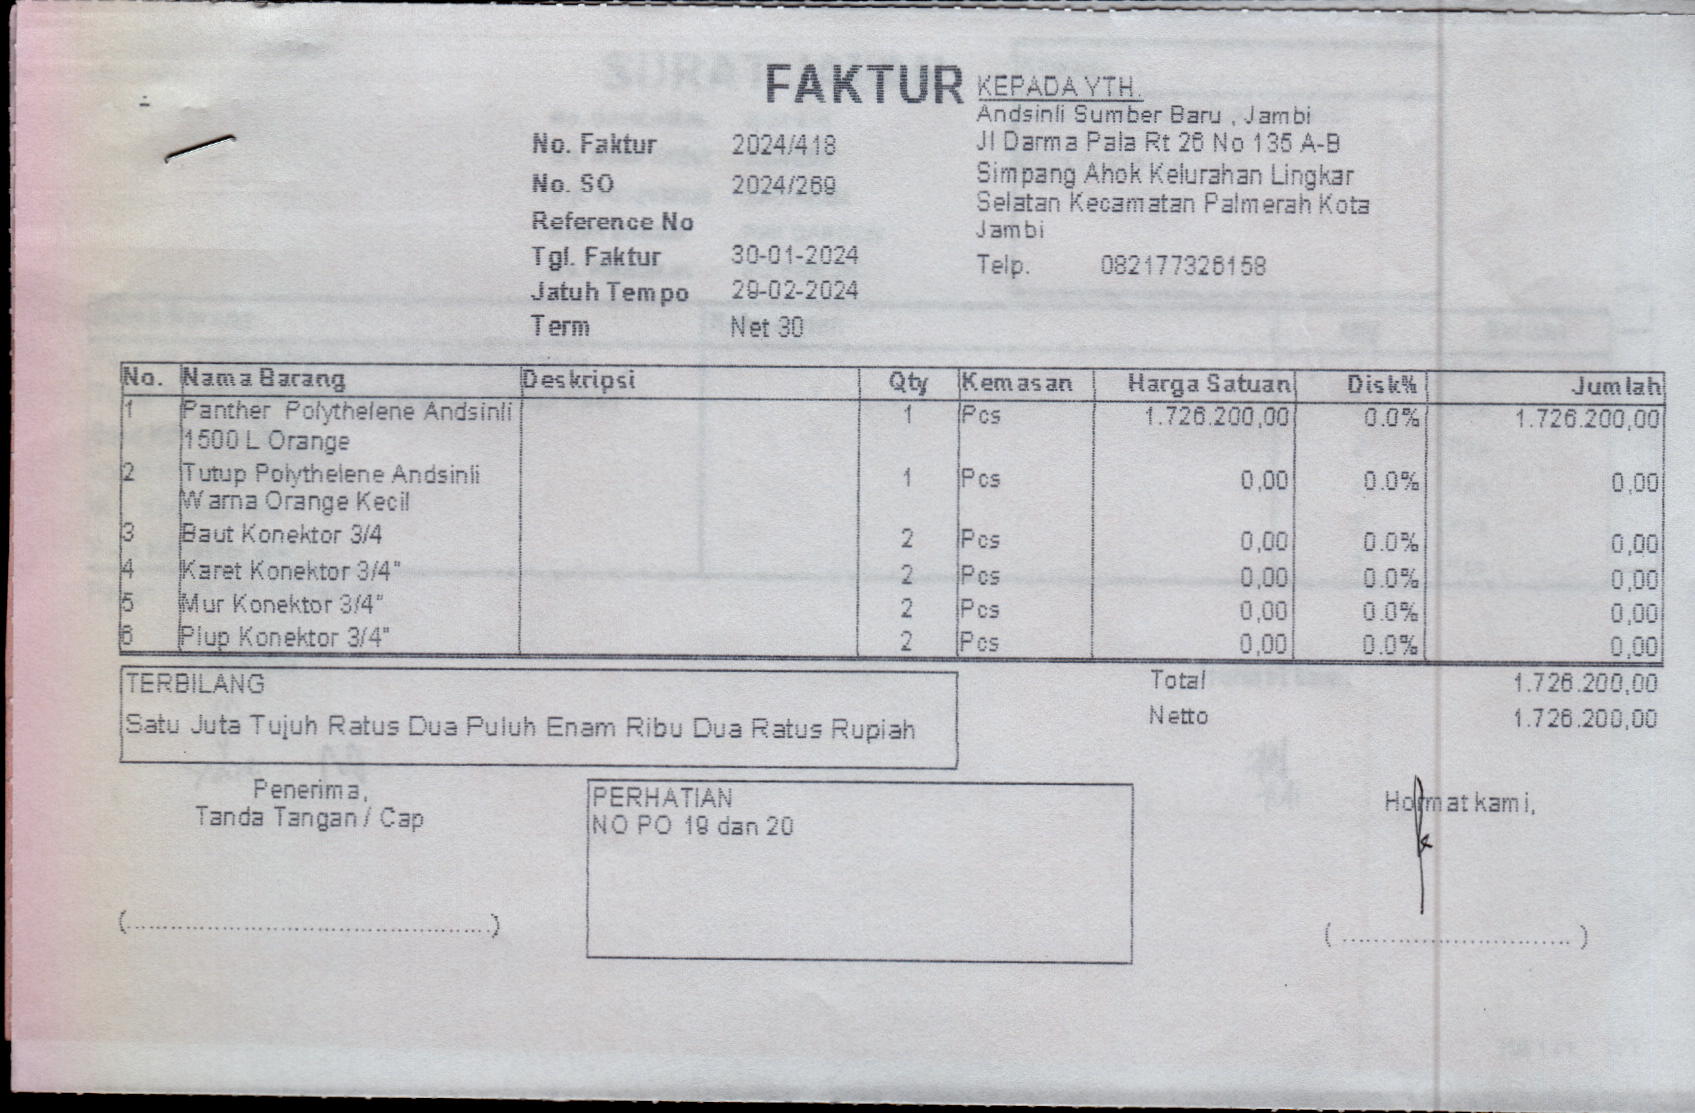 FAKTUR
No. Faktur 2024/418
No. SO 2024/269
Reference No
Tgl. Faktur 30-01-2024
Jatuh Tempo 29-02-2024
Term Net 30
KEPADA YTH.
Andsinli Sumber Baru , Jambi
Jl Darma Pala Rt 26 No 135 A-B
Simpang Ahok Kelurahan Lingkar
Selatan Kecamatan Palmerah Kota
Jambi
Telp. 082177326158
No. Nama Barang Deskripsi Qty Kemasan Harga Satuan Disk% Jumlah
1 Panther Polythelene Andsinli 1 Pcs 1.726.200,00 0.0% 1.726.200,00
1500 L Orange
2 Tutup Polythelene Andsinli 1 Pcs 0,00 0.0% 0,00
Warna Orange Kecil
3 Baut Konektor 3/4 2 Pcs 0,00 0.0% 0,00
4 Karet Konektor 3/4" 2 Pcs 0,00 0.0% 0,00
5 Mur Konektor 3/4" 2 Pcs 0,00 0.0% 0,00
6 Plup Konektor 3/4" 2 Pcs 0,00 0.0% 0,00
TERBILANG
Satu Juta Tujuh Ratus Dua Puluh Enam Ribu Dua Ratus Rupiah
Total 1.726.200,00
Netto 1.726.200,00
Penerima,
Tanda Tangan / Cap
PERHATIAN
NO PO 19 dan 20
Hormat kami,